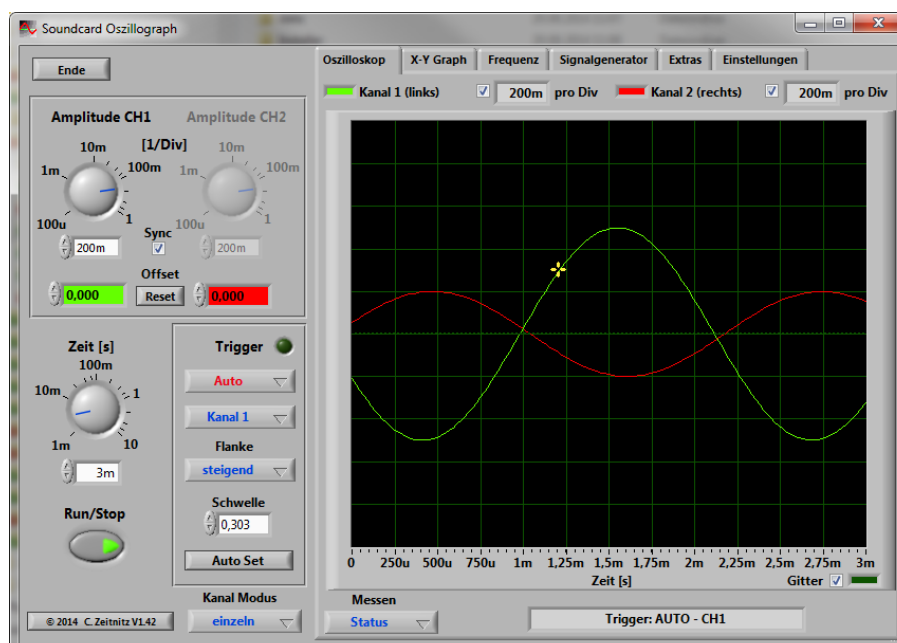 Soundcard Oszillograph
Ende
Amplitude CH1 Amplitude CH2
[1/Div]
10m 10m
1m 100m 1m 100m
100u 1 100u 1
Sync
200m 200m
Offset
0,000 Reset 0,000
Zeit [s]
100m
10m 1
1m 10
3m
Run/Stop
© 2014 C. Zeitnitz V1.42
Trigger
Auto
Kanal 1
Flanke
steigend
Schwelle
0,303
Auto Set
Kanal Modus
einzeln
Oszilloskop X-Y Graph Frequenz Signalgenerator Extras Einstellungen
Kanal 1 (links) 200m pro Div Kanal 2 (rechts) 200m pro Div
0 250u 500u 750u 1m 1,25m 1,5m 1,75m 2m 2,25m 2,5m 2,75m 3m
Zeit [s]
Gitter
Messen
Status
Trigger: AUTO - CH1